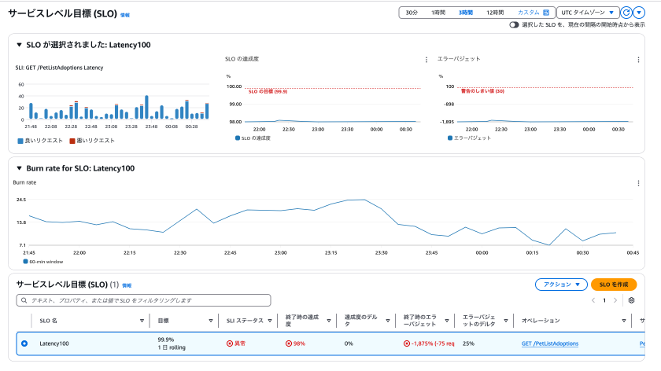 サービスレベル目標 (SLO) 情報
30分 1時間 3時間 12時間 カスタム UTC タイムゾーン
選択した SLO を、現在の間隔の開始時点から表示
SLO が選択されました: Latency100
SLI: GET /PetListAdoptions Latency
60
40
20
0
21:48 22:08 22:28 22:48 23:08 23:28 23:48 00:08 00:28
良いリクエスト 悪いリクエスト
SLO の達成度
%
100.00
99.00
98.00
SLO の目標 (99.9)
22:00 22:30 23:00 23:30 00:00 00:30
SLO の達成度
エラーバジェット
%
100
-1,895
警告のしきい値 (30)
22:00 22:30 23:00 23:30 00:00 00:30
エラーバジェット
Burn rate for SLO: Latency100
Burn rate
24.5
15.8
7.1
21:45 22:00 22:15 22:30 22:45 23:00 23:15 23:30 23:45 00:00 00:15 00:30 00:45
60-min window
サービスレベル目標 (SLO) (1) 情報
アクション SLO を作成
テキスト、プロパティ、または値で SLO をフィルタリングします
1
SLO 名 目標 SLI ステータス 終了時の達成度 達成度のデルタ 終了時のエラーバジェット エラーバジェットのデルタ オペレーション サ
Latency100 99.9% 1 日 rolling 異常 98% 0% -1,875% (-75 req 25% GET /PetListAdoptions Pe